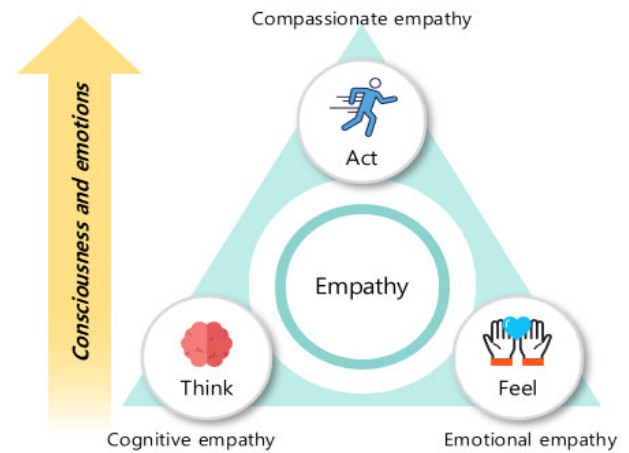 Compassionate empathy
Act
Consciousness and emotions
Empathy
Think
Feel
Cognitive empathy
Emotional empathy